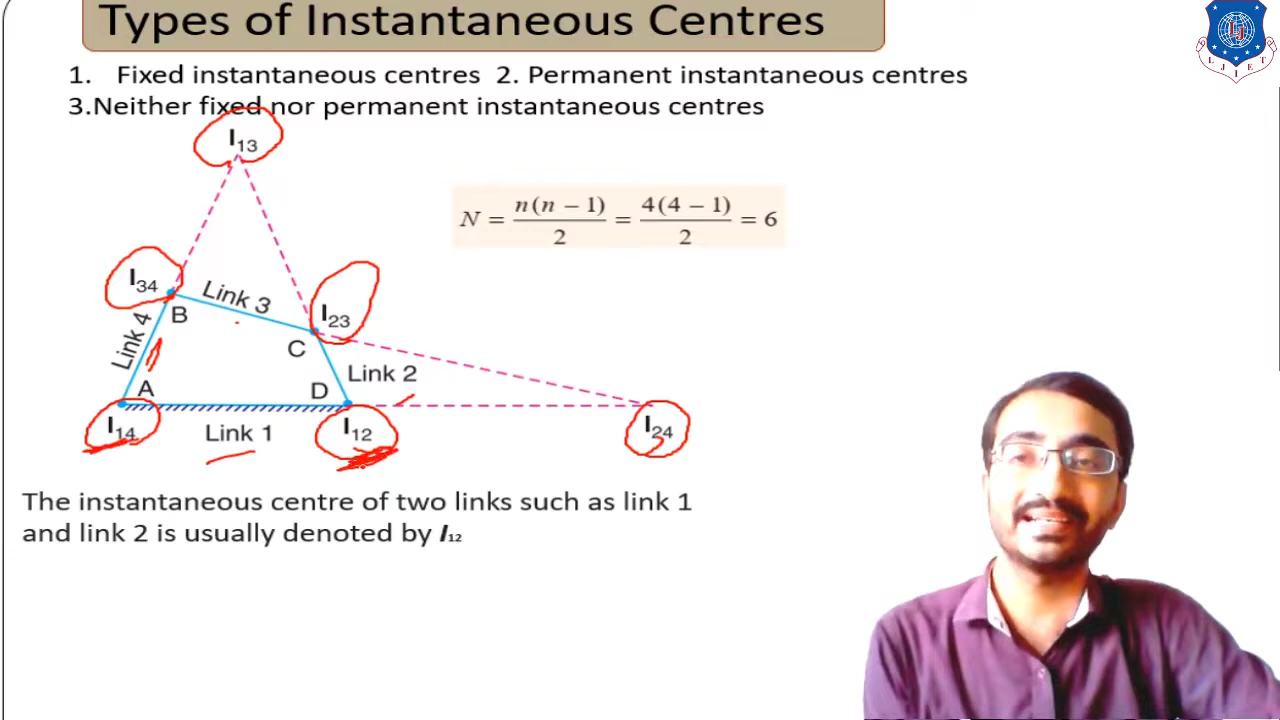 Types of Instantaneous Centres
LJIET
1. Fixed instantaneous centres 2. Permanent instantaneous centres
3.Neither fixed nor permanent instantaneous centres
I13
N = n(n − 1)/2 = 4(4 − 1)/2 = 6
I34
Link 3
B
I23
Link 4
C
Link 2
A
D
I14
Link 1
I12
I24
The instantaneous centre of two links such as link 1
and link 2 is usually denoted by I12